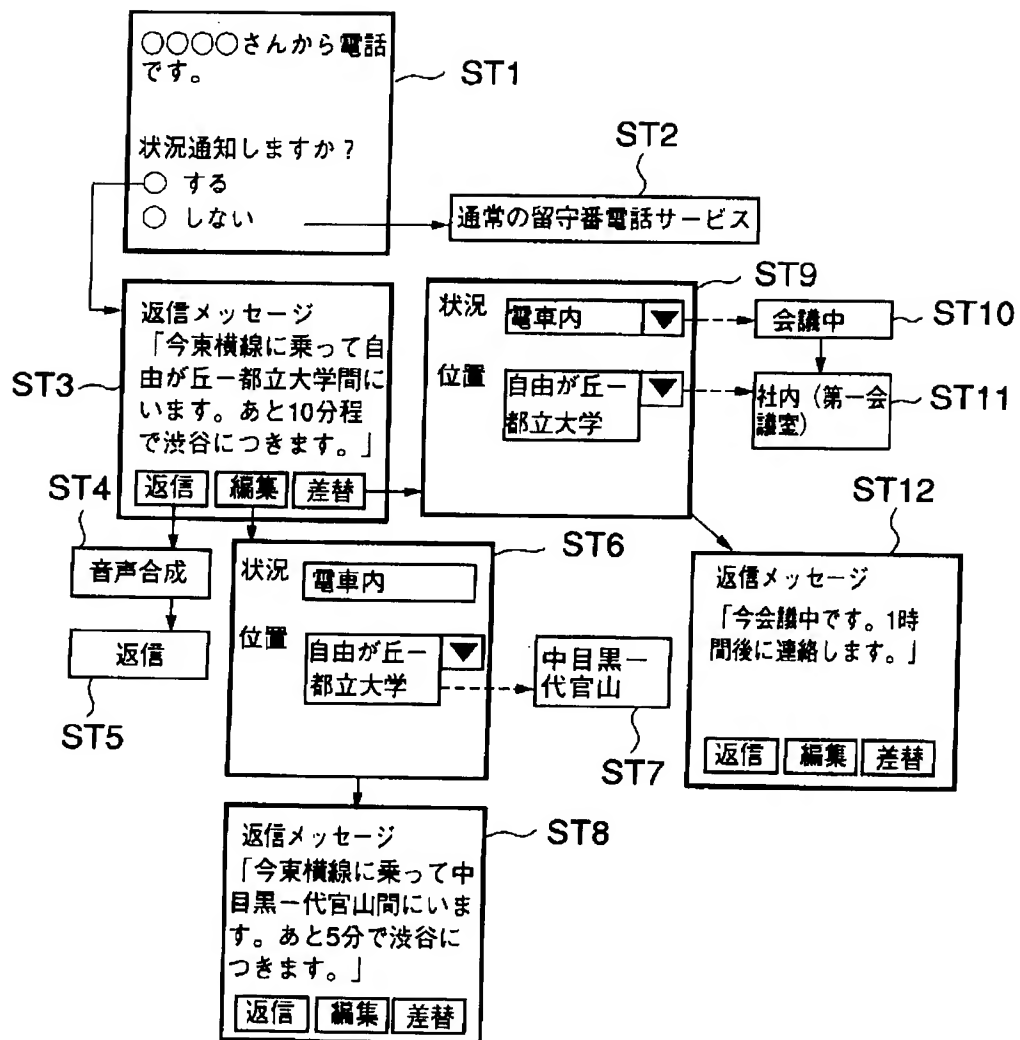 ○○○○さんから電話
です。
状況通知しますか？
○ する
○ しない
ST1
ST2
通常の留守番電話サービス
ST3
返信メッセージ
「今東横線に乗って自
由が丘ー都立大学間に
います。あと10分程
で渋谷につきます。」
返信 編集 差替
ST9
状況 電車内 ▼
位置 自由が丘ー ▼
都立大学
会議中
ST10
社内（第一会
議室）
ST11
ST4
音声合成
返信
ST5
ST6
状況 電車内
位置 自由が丘ー ▼
都立大学
中目黒ー
代官山
ST7
ST12
返信メッセージ
「今会議中です。1時
間後に連絡します。」
返信 編集 差替
ST8
返信メッセージ
「今東横線に乗って中
目黒ー代官山間にいま
す。あと5分で渋谷に
つきます。」
返信 編集 差替